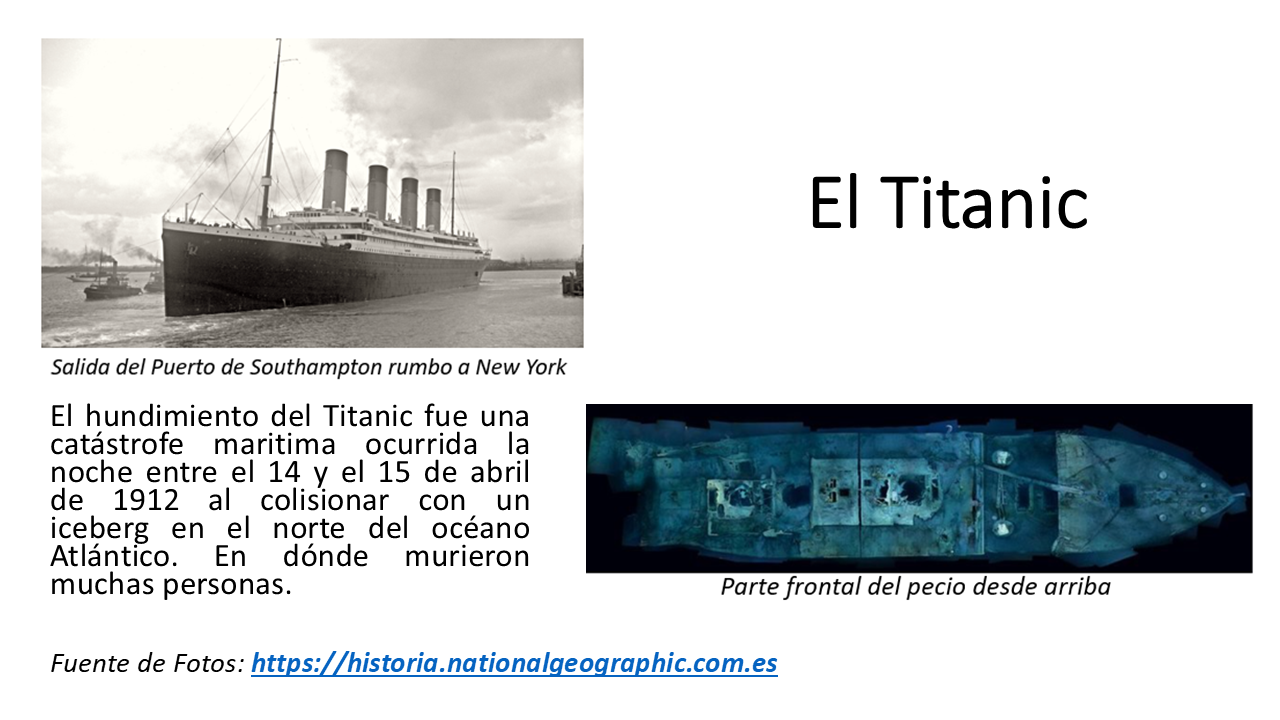 El Titanic
Salida del Puerto de Southampton rumbo a New York
El hundimiento del Titanic fue una
catástrofe maritima ocurrida la
noche entre el 14 y el 15 de abril
de 1912 al colisionar con un
iceberg en el norte del océano
Atlántico. En dónde murieron
muchas personas.
Parte frontal del pecio desde arriba
Fuente de Fotos: https://historia.nationalgeographic.com.es